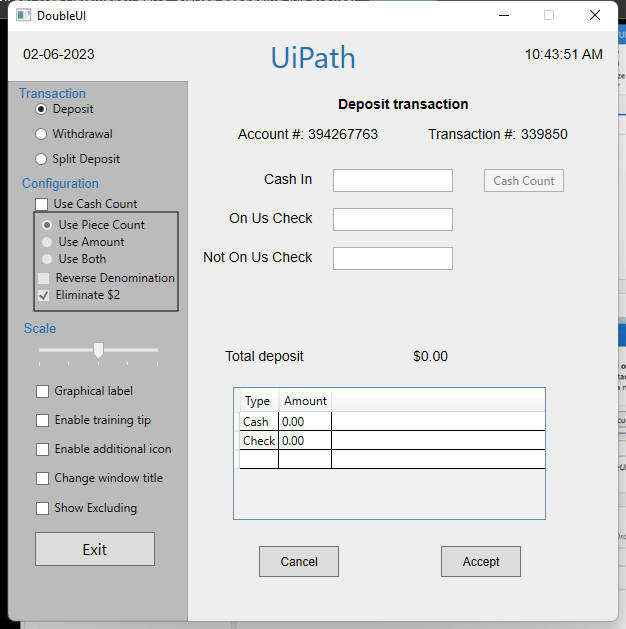 DoubleUI
02-06-2023
UiPath
10:43:51 AM
Transaction
Deposit
Withdrawal
Split Deposit
Configuration
Use Cash Count
Use Piece Count
Use Amount
Use Both
Reverse Denomination
Eliminate $2
Scale
Graphical label
Enable training tip
Enable additional icon
Change window title
Show Excluding
Exit
Deposit transaction
Account #: 394267763 Transaction #: 339850
Cash In
Cash Count
On Us Check
Not On Us Check
Total deposit $0.00
Type Amount
Cash 0.00
Check 0.00
Cancel Accept